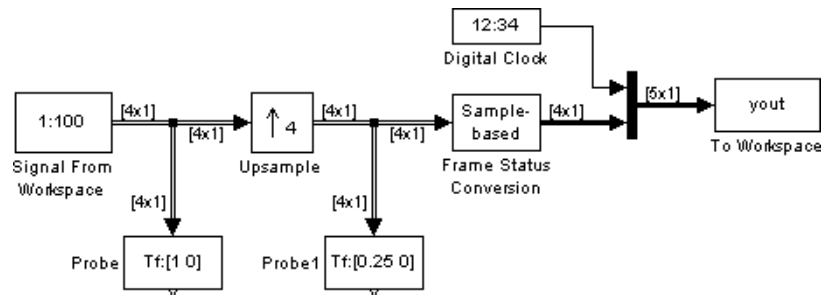 12:34
Digital Clock
[4x1]
[4x1]
[4x1]
[4x1]
[4x1]
[5x1]
1:100
4
Sample-
based
yout
Signal From
Workspace
Upsample
Frame Status
Conversion
To Workspace
[4x1]
[4x1]
Probe
Tf:[1 0]
Probe1
Tf:[0.25 0]